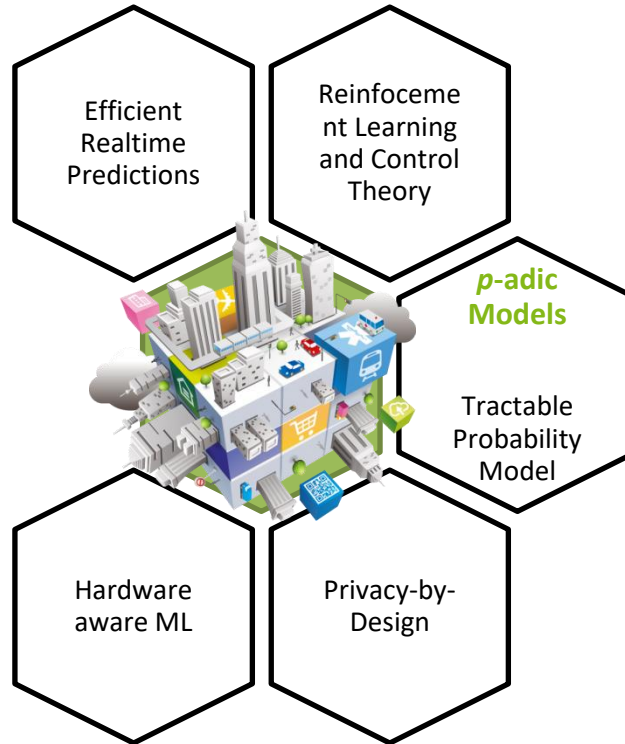 Efficient
Realtime
Predictions
Reinfoceme
nt Learning
and Control
Theory
p-adic
Models
Tractable
Probability
Model
Hardware
aware ML
Privacy-by-
Design